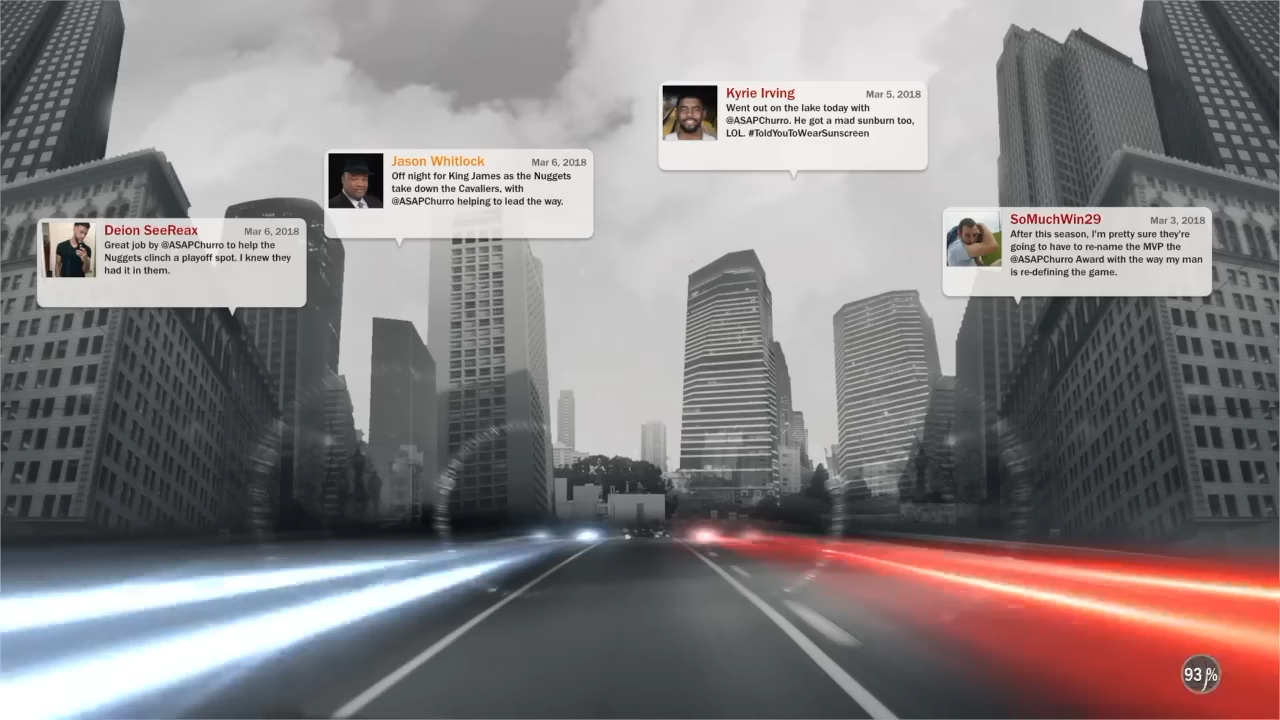 Kyrie Irving
Mar 5, 2018
Went out on the lake today with
@ASAPChurro. He got a mad sunburn too,
LOL. #ToldYouToWearSunscreen
Jason Whitlock
Mar 6, 2018
Off night for King James as the Nuggets
take down the Cavaliers, with
@ASAPChurro helping to lead the way.
Deion SeeReax
Mar 6, 2018
Great job by @ASAPChurro to help the
Nuggets clinch a playoff spot. I knew they
had it in them.
SoMuchWin29
Mar 3, 2018
After this season, I'm pretty sure they're
going to have to re-name the MVP the
@ASAPChurro Award with the way my man
is re-defining the game.
93 %